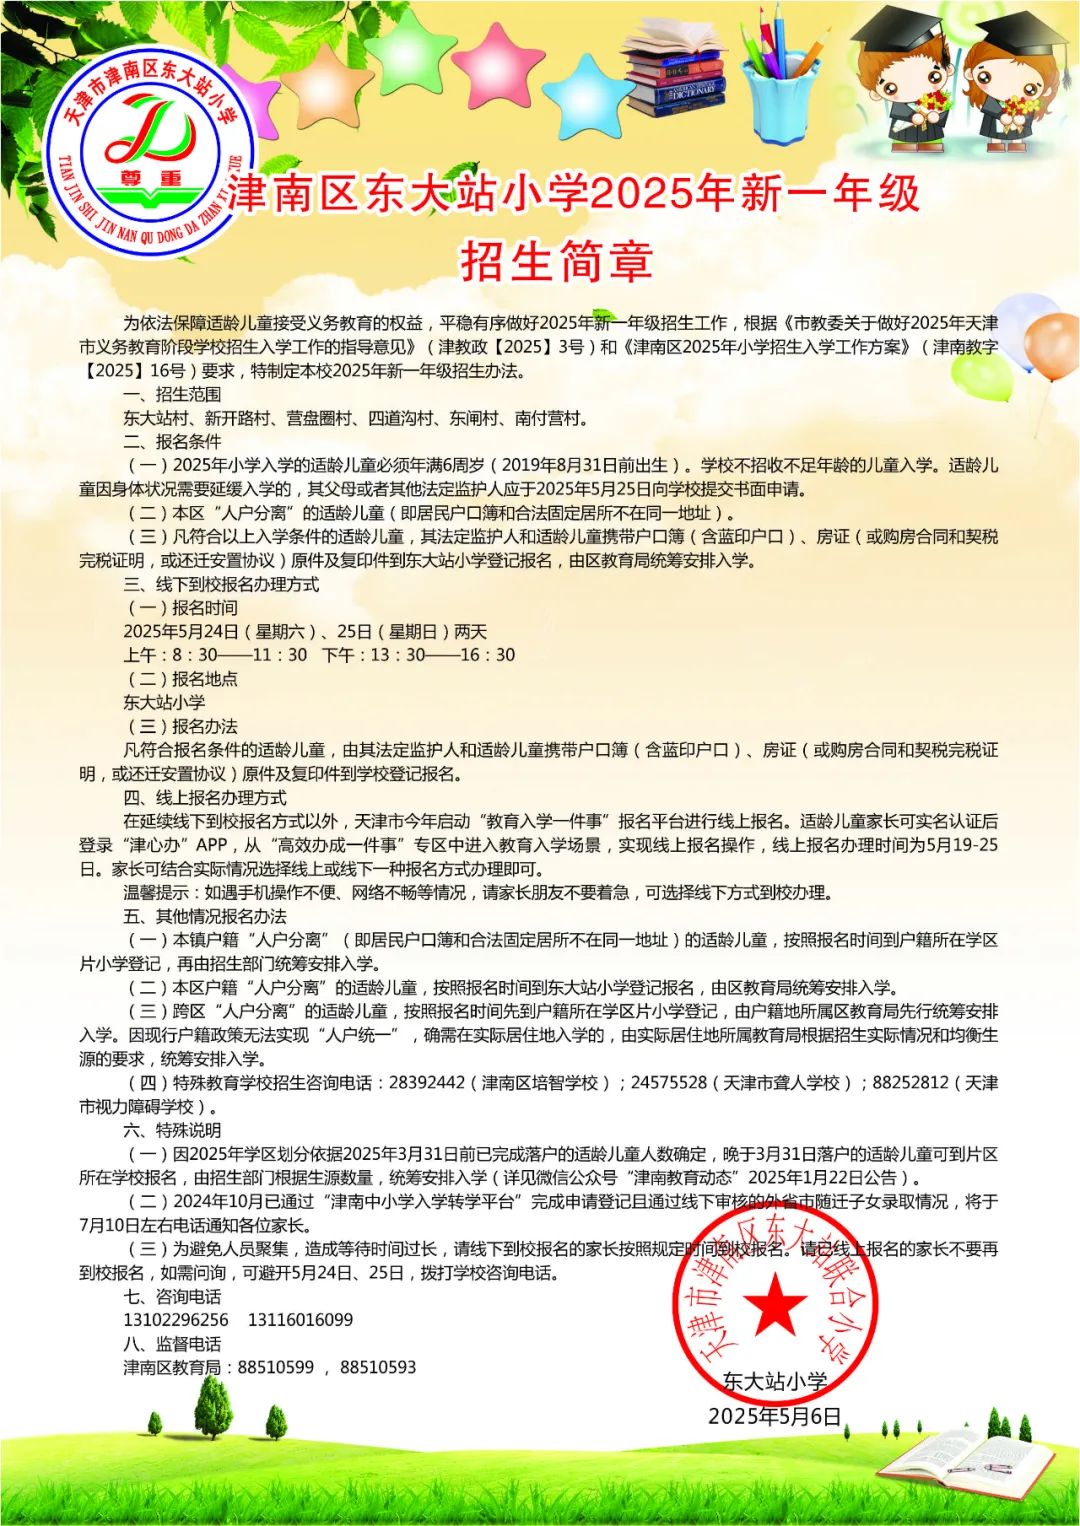 天津市津南区东大站小学
尊重
TIAN JIN SHI JIN NAN QU DONG DA ZHAN
津南区东大站小学2025年新一年级
招生简章
为依法保障适龄儿童接受义务教育的权益，平稳有序做好2025年新一年级招生工作，根据《市教委关于做好2025年天津
市义务教育阶段学校招生入学工作的指导意见》（津教政【2025】3号）和《津南区2025年小学招生入学工作方案》（津南教字
【2025】16号）要求，特制定本校2025年新一年级招生办法。
一、招生范围
东大站村、新开路村、营盘圈村、四道沟村、东闸村、南付营村。
二、报名条件
（一）2025年小学入学的适龄儿童必须年满6周岁（2019年8月31日前出生）。学校不招收不足年龄的儿童入学。适龄儿
童因身体状况需要延缓入学的，其父母或者其他法定监护人应于2025年5月25日向学校提交书面申请。
（二）本区“人户分离”的适龄儿童（即居民户口簿和合法固定居所不在同一地址）。
（三）凡符合以上入学条件的适龄儿童，其法定监护人和适龄儿童携带户口簿（含蓝印户口）、房证（或购房合同和契税
完税证明，或还迁安置协议）原件及复印件到东大站小学登记报名，由区教育局统筹安排入学。
三、线下到校报名办理方式
（一）报名时间
2025年5月24日（星期六）、25日（星期日）两天
上午：8：30——11：30 下午：13：30——16：30
（二）报名地点
东大站小学
（三）报名办法
凡符合报名条件的适龄儿童，由其法定监护人和适龄儿童携带户口簿（含蓝印户口）、房证（或购房合同和契税完税证
明，或还迁安置协议）原件及复印件到学校登记报名。
四、线上报名办理方式
在延续线下到校报名方式以外，天津市今年启动“教育入学一件事”报名平台进行线上报名。适龄儿童家长可实名认证后
登录“津心办”APP，从“高效办成一件事”专区中进入教育入学场景，实现线上报名操作，线上报名办理时间为5月19-25
日。家长可结合实际情况选择线上或线下一种报名方式办理即可。
温馨提示：如遇手机操作不便、网络不畅等情况，请家长朋友不要着急，可选择线下方式到校办理。
五、其他情况报名办法
（一）本镇户籍“人户分离”（即居民户口簿和合法固定居所不在同一地址）的适龄儿童，按照报名时间到户籍所在学区
片小学登记，再由招生部门统筹安排入学。
（二）本区户籍“人户分离”的适龄儿童，按照报名时间到东大站小学登记报名，由区教育局统筹安排入学。
（三）跨区“人户分离”的适龄儿童，按照报名时间先到户籍所在学区片小学登记，由户籍地所属区教育局先行统筹安排
入学。因现行户籍政策无法实现“人户统一”，确需在实际居住地入学的，由实际居住地所属教育局根据招生实际情况和均衡生
源的要求，统筹安排入学。
（四）特殊教育学校招生咨询电话：28392442（津南区培智学校）；24575528（天津市聋人学校）；88252812（天津
市视力障碍学校）。
六、特殊说明
（一）因2025年学区划分依据2025年3月31日前已完成落户的适龄儿童人数确定，晚于3月31日落户的适龄儿童可到片区
所在学校报名，由招生部门根据生源数量，统筹安排入学（详见微信公众号“津南教育动态”2025年1月22日公告）。
（二）2024年10月已通过“津南中小学入学转学平台”完成申请登记且通过线下审核的外省市随迁子女录取情况，将于
7月10日左右电话通知各位家长。
（三）为避免人员聚集，造成等待时间过长，请线下到校报名的家长按照规定时间到校报名。请已线上报名的家长不要再
到校报名，如需问询，可避开5月24日、25日，拨打学校咨询电话。
七、咨询电话
13102296256 13116016099
八、监督电话
津南区教育局：88510599 ，88510593
天津市津南区东大站联合小学
东大站小学
2025年5月6日